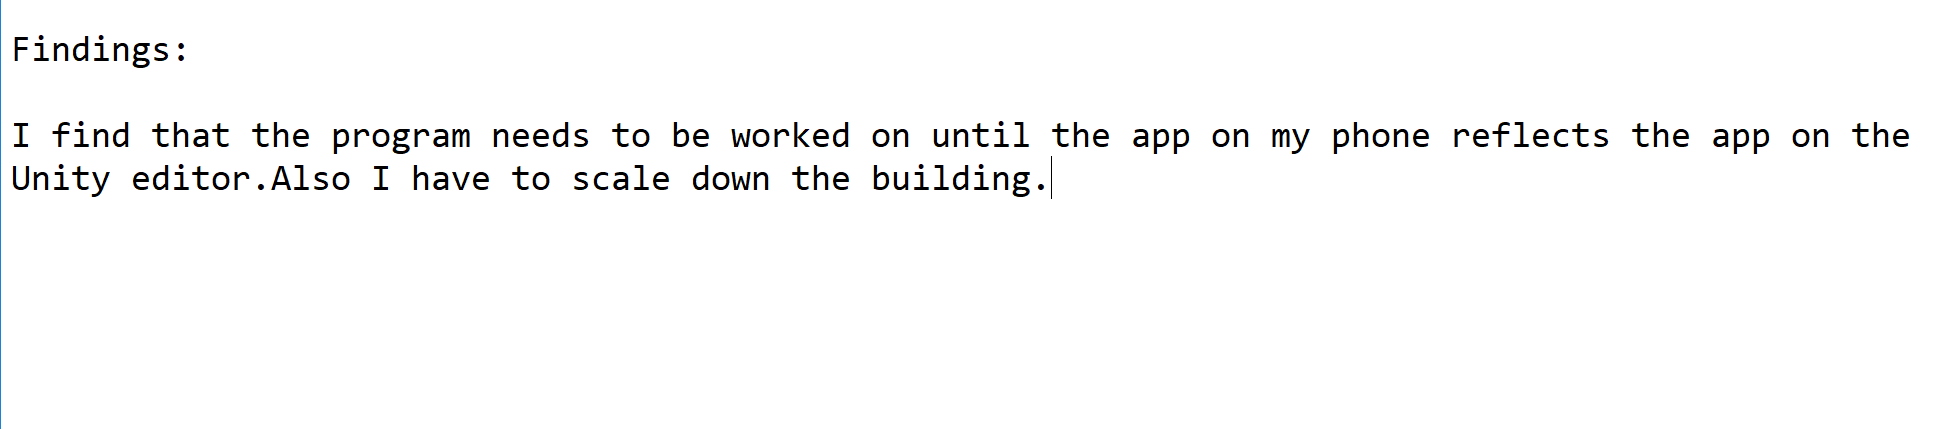 Findings:
I find that the program needs to be worked on until the app on my phone reflects the app on the
Unity editor.Also I have to scale down the building.